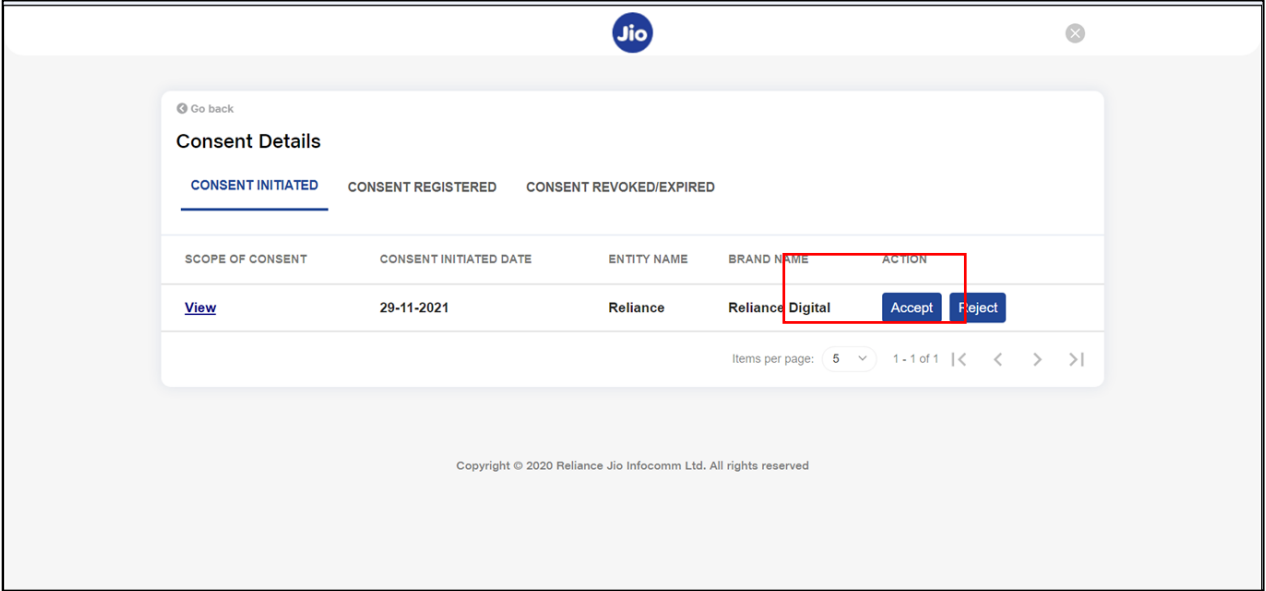 Jio
Go back
Consent Details
CONSENT INITIATED CONSENT REGISTERED CONSENT REVOKED/EXPIRED
SCOPE OF CONSENT CONSENT INITIATED DATE ENTITY NAME BRAND NAME ACTION
View 29-11-2021 Reliance Reliance Digital Accept Reject
Items per page: 5 1 - 1 of 1
Copyright © 2020 Reliance Jio Infocomm Ltd. All rights reserved